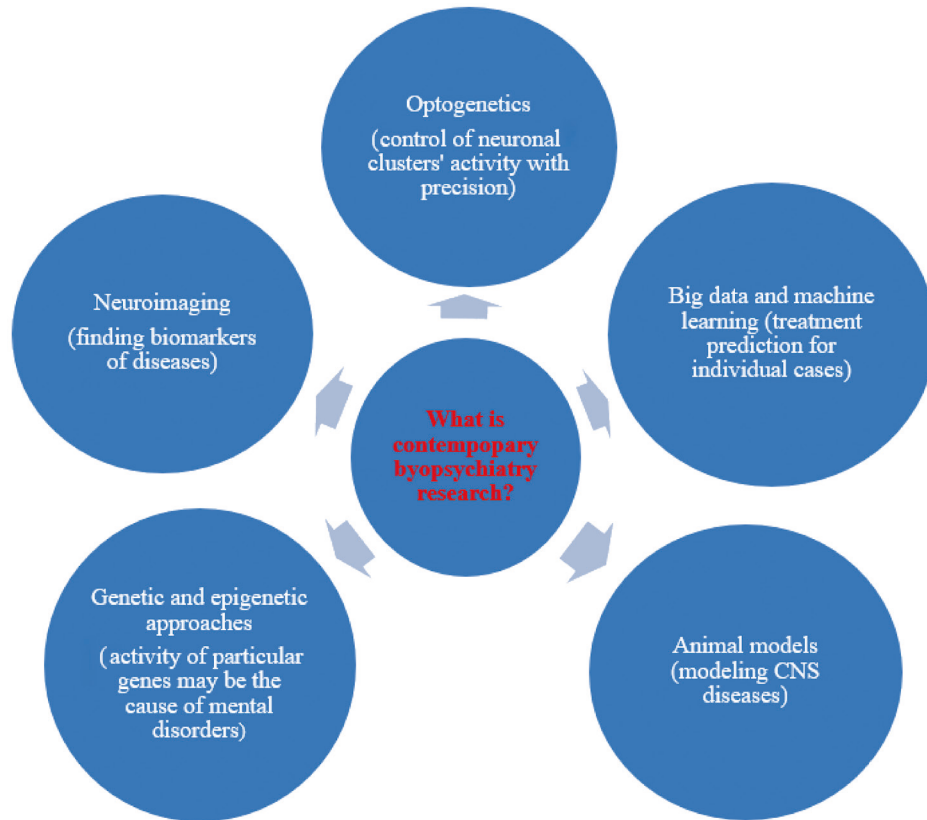 Optogenetics
(control of neuronal
clusters' activity with
precision)
Neuroimaging
(finding biomarkers
of diseases)
Big data and machine
learning (treatment
prediction for
individual cases)
What is
contempopary
byopsychiatry
research?
Genetic and epigenetic
approaches
(activity of particular
genes may be the
cause of mental
disorders)
Animal models
(modeling CNS
diseases)